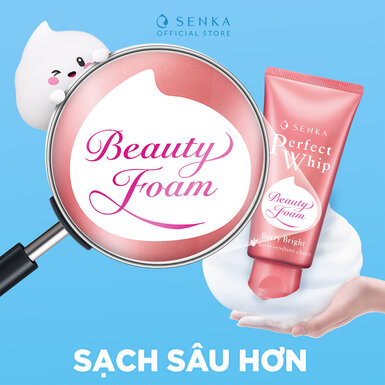 SENKA
OFFICIAL STORE
Beauty
Foam
SENKA
Perfect
Whip
Beauty
Foam
Berry Bright
SẠCH SÂU HƠN